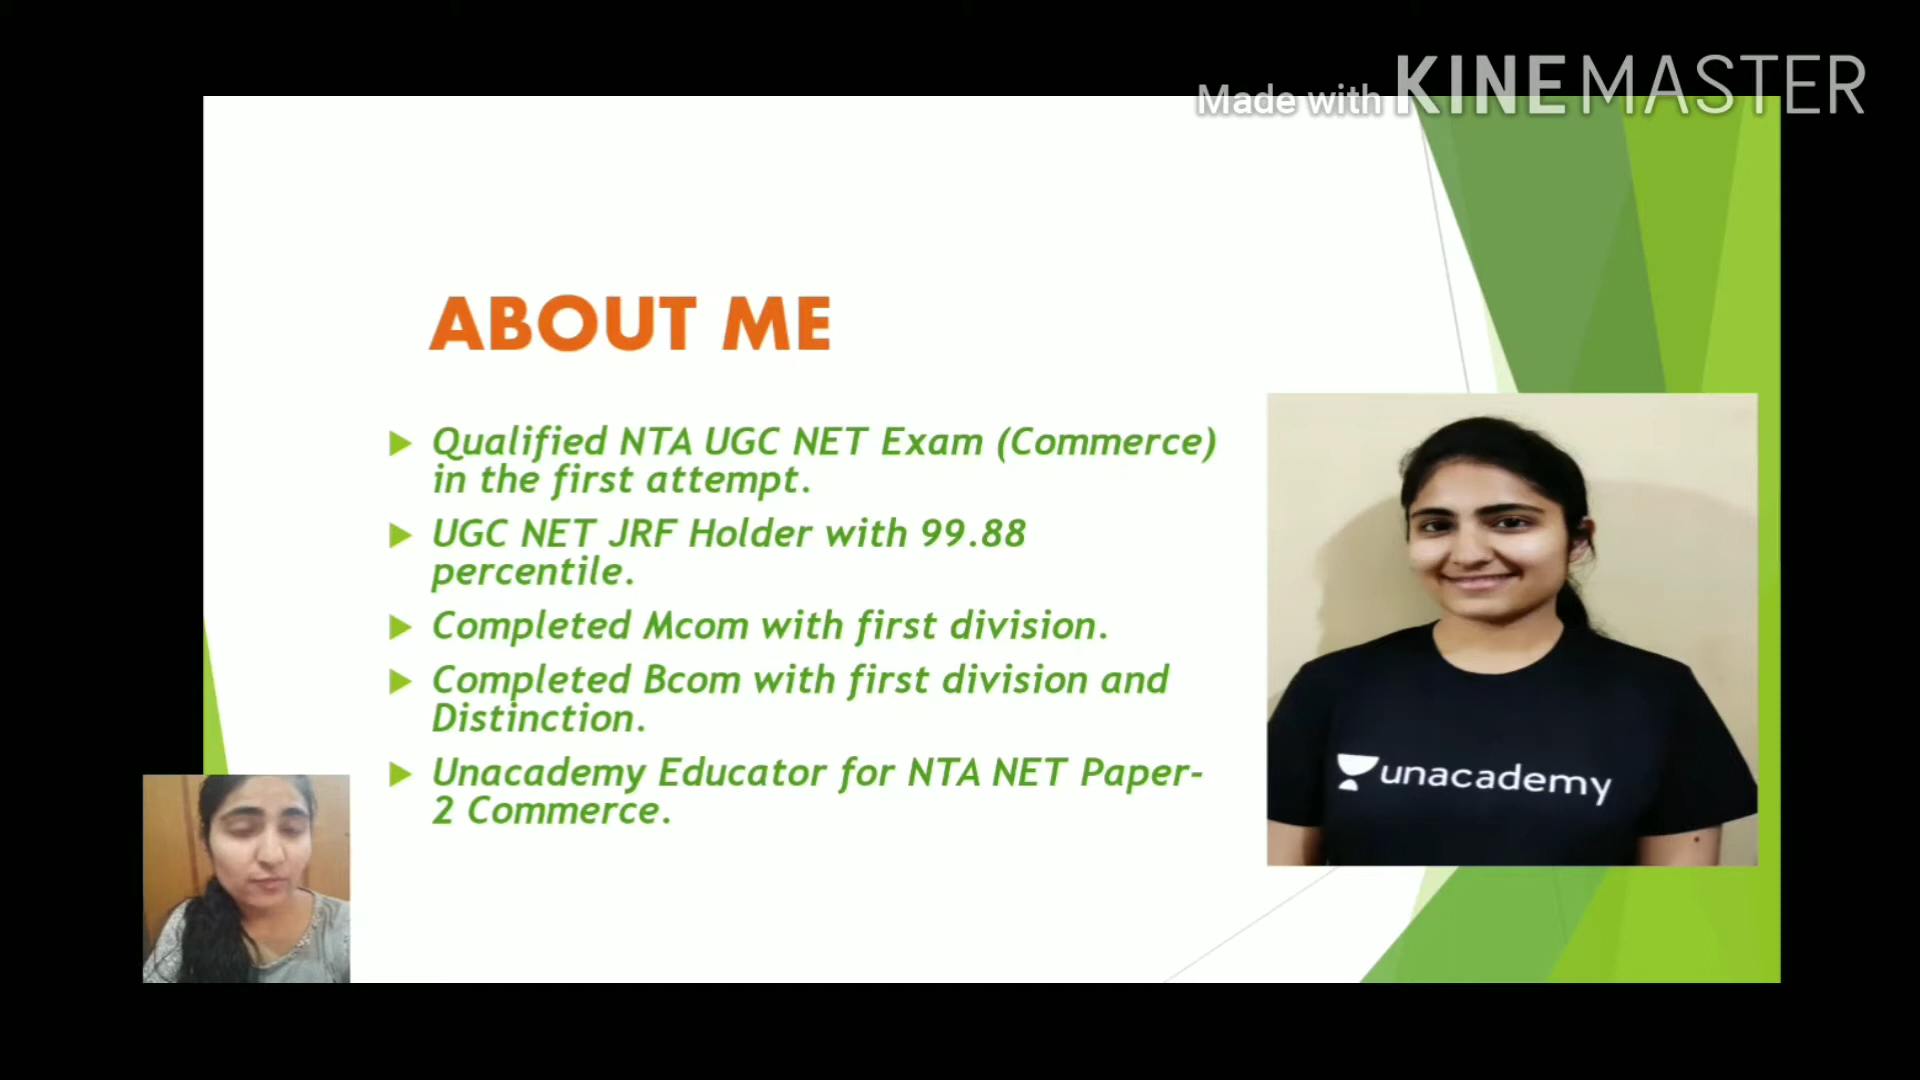 Made with KINEMASTER
ABOUT ME
Qualified NTA UGC NET Exam (Commerce)
in the first attempt.
UGC NET JRF Holder with 99.88
percentile.
Completed Mcom with first division.
Completed Bcom with first division and
Distinction.
Unacademy Educator for NTA NET Paper-
2 Commerce.
unacademy